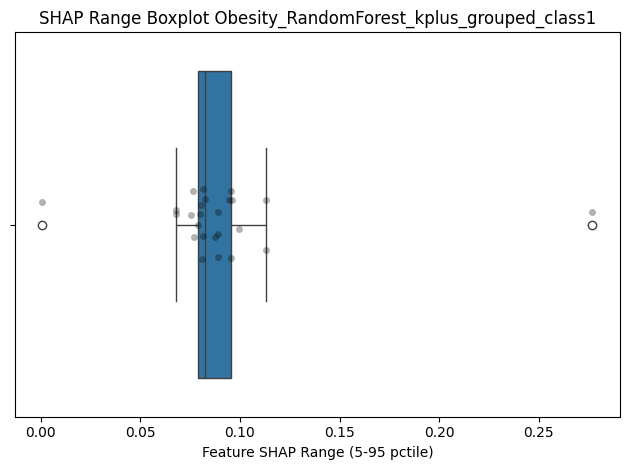 SHAP Range Boxplot Obesity_RandomForest_kplus_grouped_class1
0.00 0.05 0.10 0.15 0.20 0.25
Feature SHAP Range (5-95 pctile)